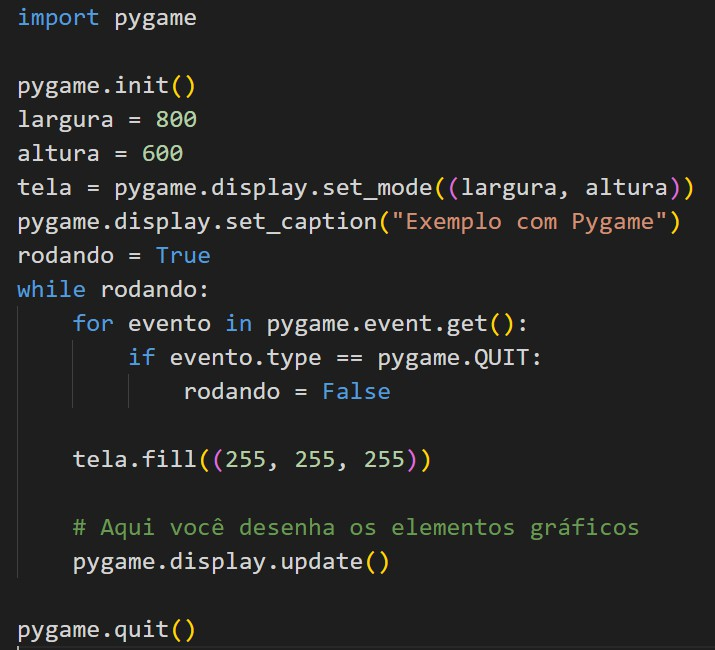 import pygame

pygame.init()
largura = 800
altura = 600
tela = pygame.display.set_mode((largura, altura))
pygame.display.set_caption("Exemplo com Pygame")
rodando = True
while rodando:
    for evento in pygame.event.get():
        if evento.type == pygame.QUIT:
            rodando = False

    tela.fill((255, 255, 255))

    # Aqui você desenha os elementos gráficos
    pygame.display.update()

pygame.quit()